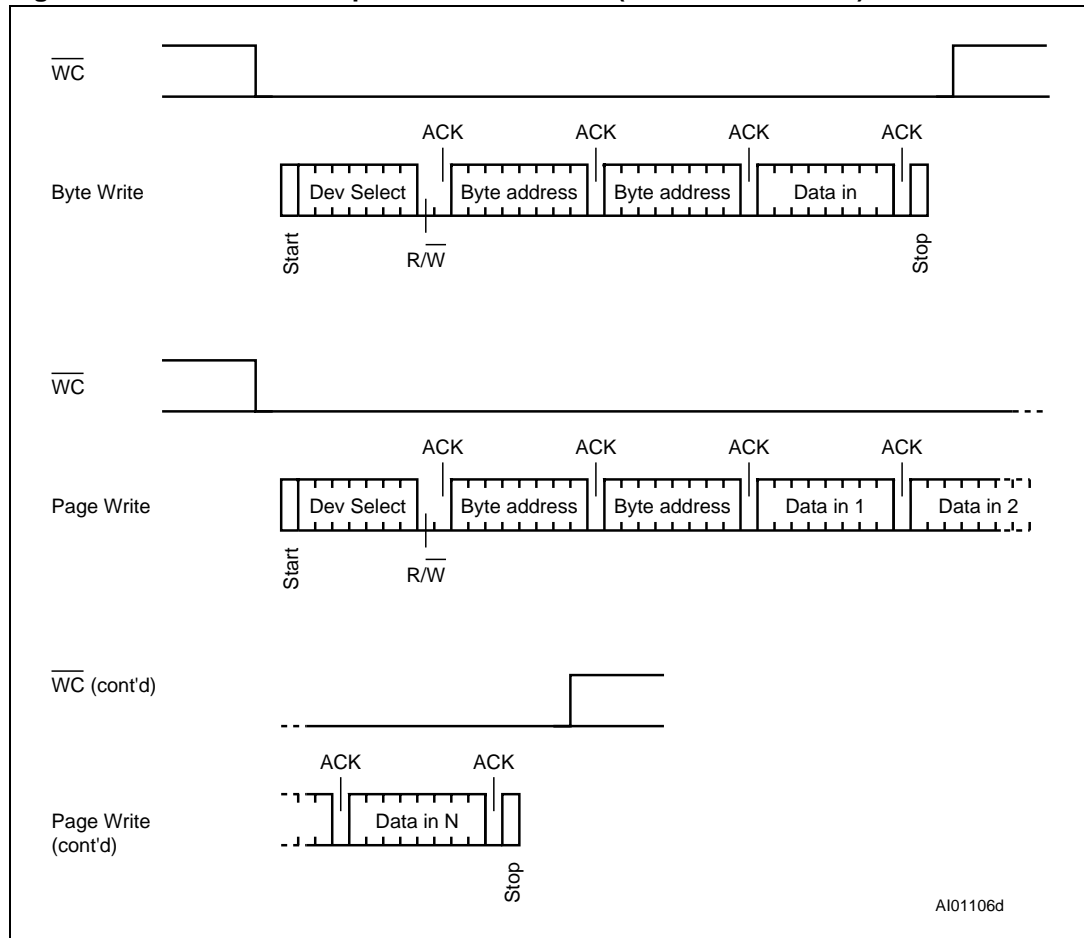 WC
ACK ACK ACK ACK
Byte Write Dev Select Byte address Byte address Data in
Start R/W Stop
WC
ACK ACK ACK ACK
Page Write Dev Select Byte address Byte address Data in 1 Data in 2
Start R/W
WC (cont'd)
ACK ACK
Page Write Data in N
(cont'd)
Stop
AI01106d